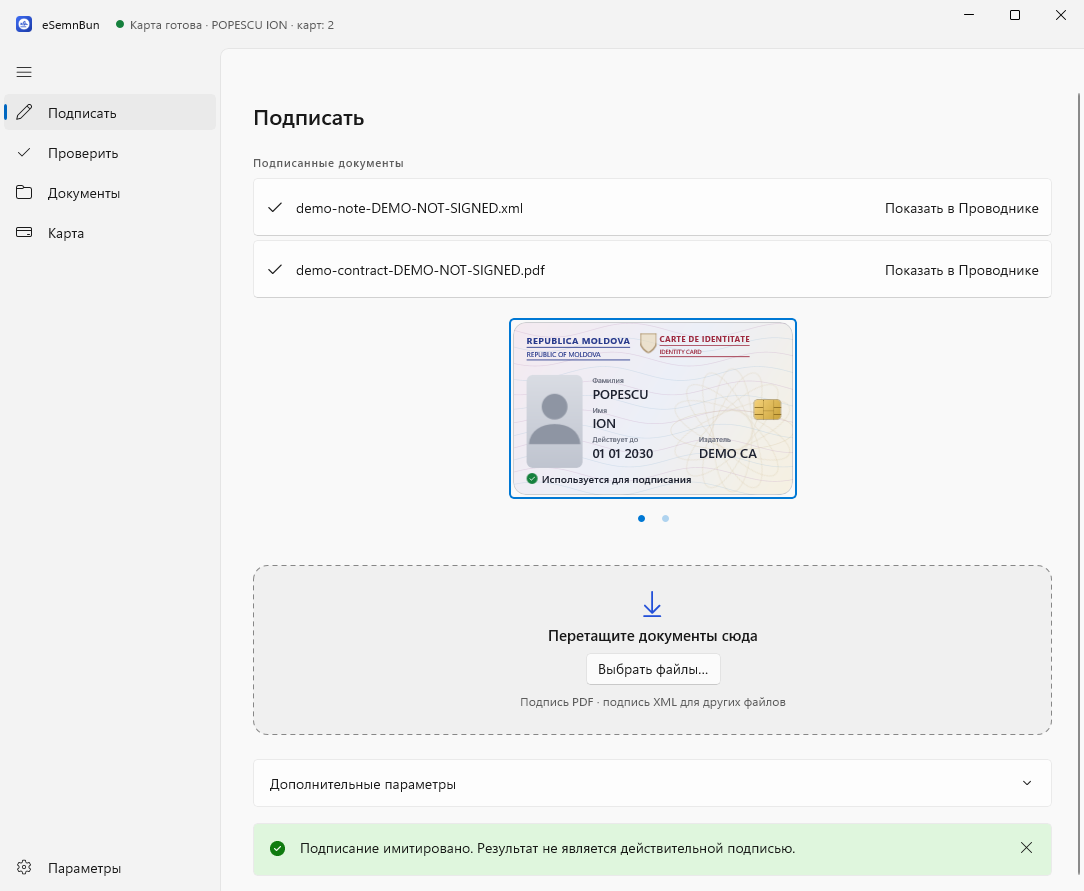 eSemnBun
Карта готова · POPESCU ION · карт: 2
Подписать
Проверить
Документы
Карта
Параметры
Подписать
Подписанные документы
demo-note-DEMO-NOT-SIGNED.xml
Показать в Проводнике
demo-contract-DEMO-NOT-SIGNED.pdf
Показать в Проводнике
REPUBLICA MOLDOVA
REPUBLIC OF MOLDOVA
CARTE DE IDENTITATE
IDENTITY CARD
Фамилия
POPESCU
Имя
ION
Действует до
01 01 2030
Издатель
DEMO CA
Используется для подписания
Перетащите документы сюда
Выбрать файлы...
Подпись PDF · подпись XML для других файлов
Дополнительные параметры
Подписание имитировано. Результат не является действительной подписью.